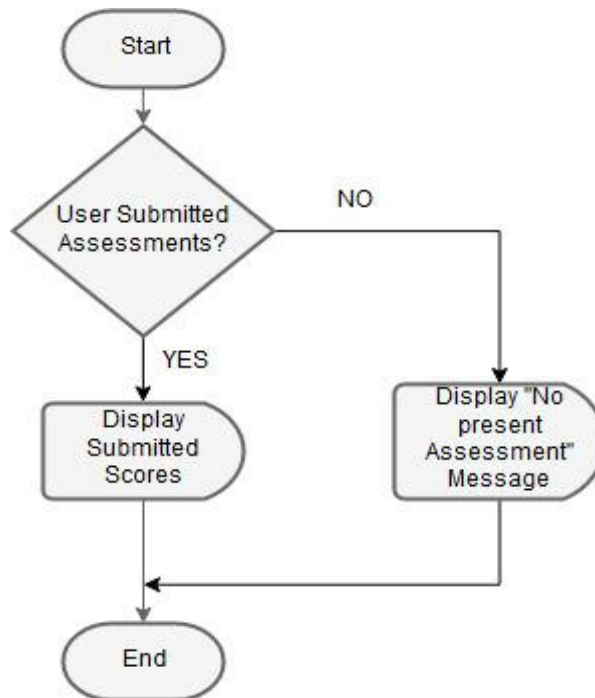 Start
User Submitted
Assessments?
NO
YES
Display
Submitted
Scores
Display "No
present
Assessment"
Message
End